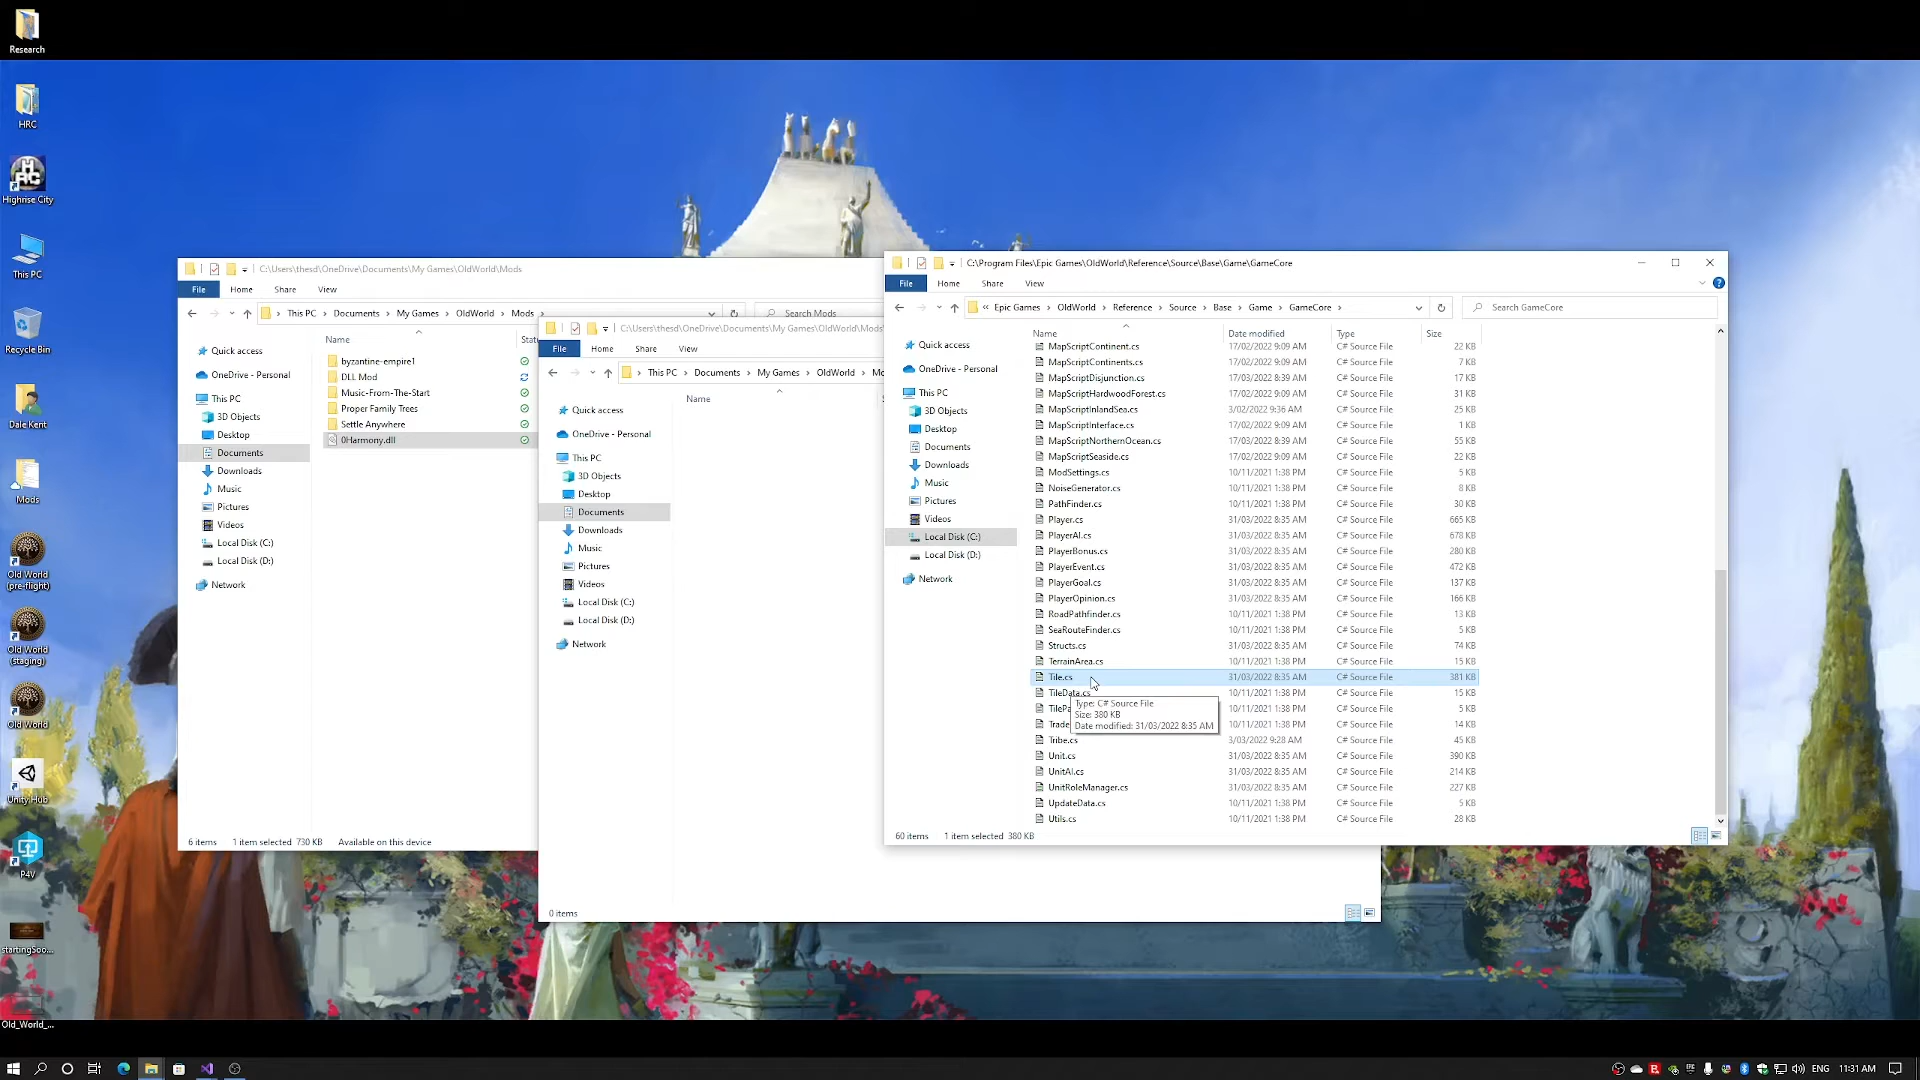 Research
HRC
Highrise City
This PC
Recycle Bin
Dale Kent
Mods
Old World
(pre-flight)
Old World
(staging)
Old World
Unity Hub
P4V
startingSoo...
Old_World_...
C:\Users\thesd\OneDrive\Documents\My Games\OldWorld\Mods
File Home Share View
This PC > Documents > My Games > OldWorld > Mods >
Search Mods
Name
Quick access
OneDrive - Personal
This PC
3D Objects
Desktop
Documents
Downloads
Music
Pictures
Videos
Local Disk (C:)
Local Disk (D:)
Network
byzantine-empire1
DLL Mod
Music-From-The-Start
Proper Family Trees
Settle Anywhere
0Harmony.dll
6 items 1 item selected 730 KB Available on this device
C:\Users\thesd\OneDrive\Documents\My Games\OldWorld\Mods\
File Home Share View
This PC > Documents > My Games > OldWorld >
Name
Quick access
OneDrive - Personal
This PC
3D Objects
Desktop
Documents
Downloads
Music
Pictures
Videos
Local Disk (C:)
Local Disk (D:)
Network
0 items
C:\Program Files\Epic Games\OldWorld\Reference\Source\Base\Game\GameCore
File Home Share View
« Epic Games > OldWorld > Reference > Source > Base > Game > GameCore >
Search GameCore
Quick access
OneDrive - Personal
This PC
3D Objects
Desktop
Documents
Downloads
Music
Pictures
Videos
Local Disk (C:)
Local Disk (D:)
Network
Name Date modified Type Size
MapScriptContinent.cs 17/02/2022 9:09 AM C# Source File 22 KB
MapScriptContinents.cs 17/02/2022 9:09 AM C# Source File 7 KB
MapScriptDisjunction.cs 17/03/2022 8:39 AM C# Source File 17 KB
MapScriptHardwoodForest.cs 17/02/2022 9:09 AM C# Source File 31 KB
MapScriptInlandSea.cs 3/02/2022 9:36 AM C# Source File 25 KB
MapScriptInterface.cs 17/02/2022 9:09 AM C# Source File 1 KB
MapScriptNorthernOcean.cs 17/03/2022 8:39 AM C# Source File 55 KB
MapScriptSeaside.cs 17/02/2022 9:09 AM C# Source File 22 KB
ModSettings.cs 10/11/2021 1:38 PM C# Source File 5 KB
NoiseGenerator.cs 10/11/2021 1:38 PM C# Source File 8 KB
PathFinder.cs 10/11/2021 1:38 PM C# Source File 30 KB
Player.cs 31/03/2022 8:35 AM C# Source File 665 KB
PlayerAI.cs 31/03/2022 8:35 AM C# Source File 678 KB
PlayerBonus.cs 31/03/2022 8:35 AM C# Source File 280 KB
PlayerEvent.cs 31/03/2022 8:35 AM C# Source File 472 KB
PlayerGoal.cs 31/03/2022 8:35 AM C# Source File 137 KB
PlayerOpinion.cs 31/03/2022 8:35 AM C# Source File 166 KB
RoadPathfinder.cs 10/11/2021 1:38 PM C# Source File 13 KB
SeaRouteFinder.cs 10/11/2021 1:38 PM C# Source File 5 KB
Structs.cs 31/03/2022 8:35 AM C# Source File 74 KB
TerrainArea.cs 10/11/2021 1:38 PM C# Source File 15 KB
Tile.cs 31/03/2022 8:35 AM C# Source File 381 KB
TileData.cs 10/11/2021 1:38 PM C# Source File 15 KB
10/11/2021 1:38 PM C# Source File 5 KB
Trade 10/11/2021 1:38 PM C# Source File 14 KB
Tribe.cs 3/03/2022 9:28 AM C# Source File 45 KB
Unit.cs 31/03/2022 8:35 AM C# Source File 390 KB
UnitAI.cs 31/03/2022 8:35 AM C# Source File 214 KB
UnitRoleManager.cs 31/03/2022 8:35 AM C# Source File 227 KB
UpdateData.cs 10/11/2021 1:38 PM C# Source File 5 KB
Utils.cs 10/11/2021 1:38 PM C# Source File 28 KB
Type: C# Source File
Size: 380 KB
Date modified: 31/03/2022 8:35 AM
60 items 1 item selected 380 KB
ENG 11:31 AM